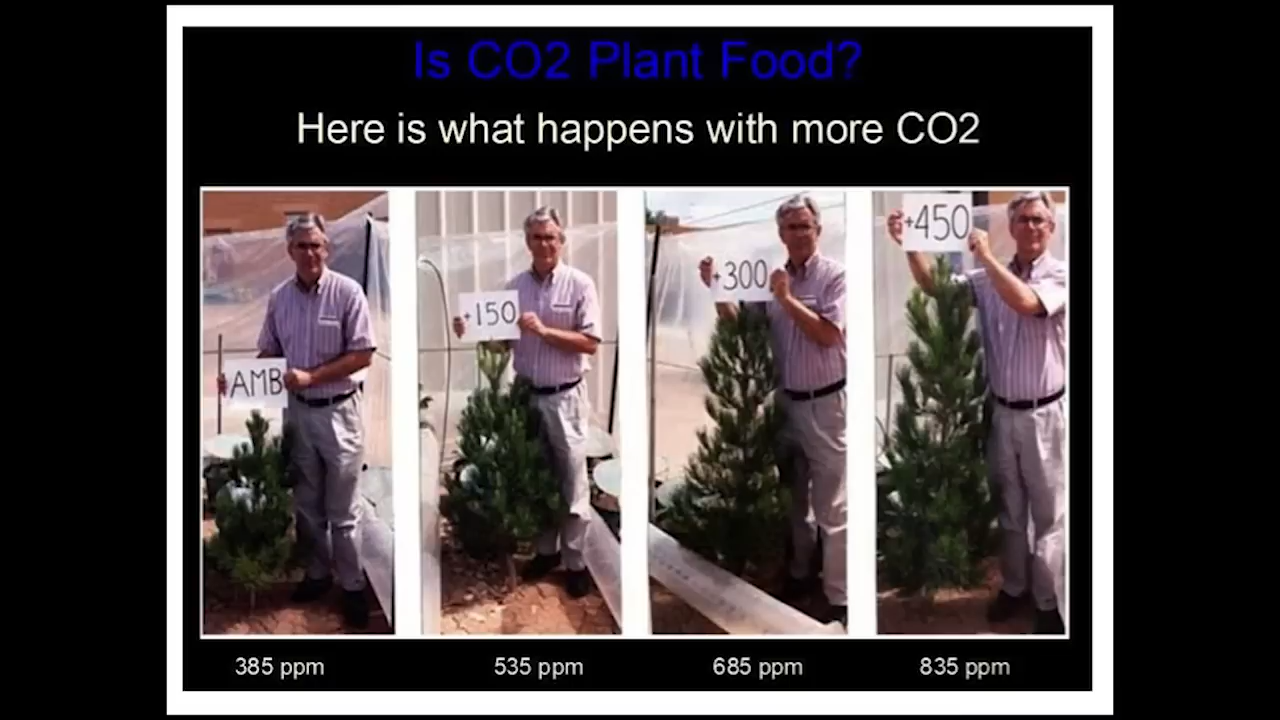 Is CO2 Plant Food?
Here is what happens with more CO2
AMB
+150
+300
+450
385 ppm
535 ppm
685 ppm
835 ppm